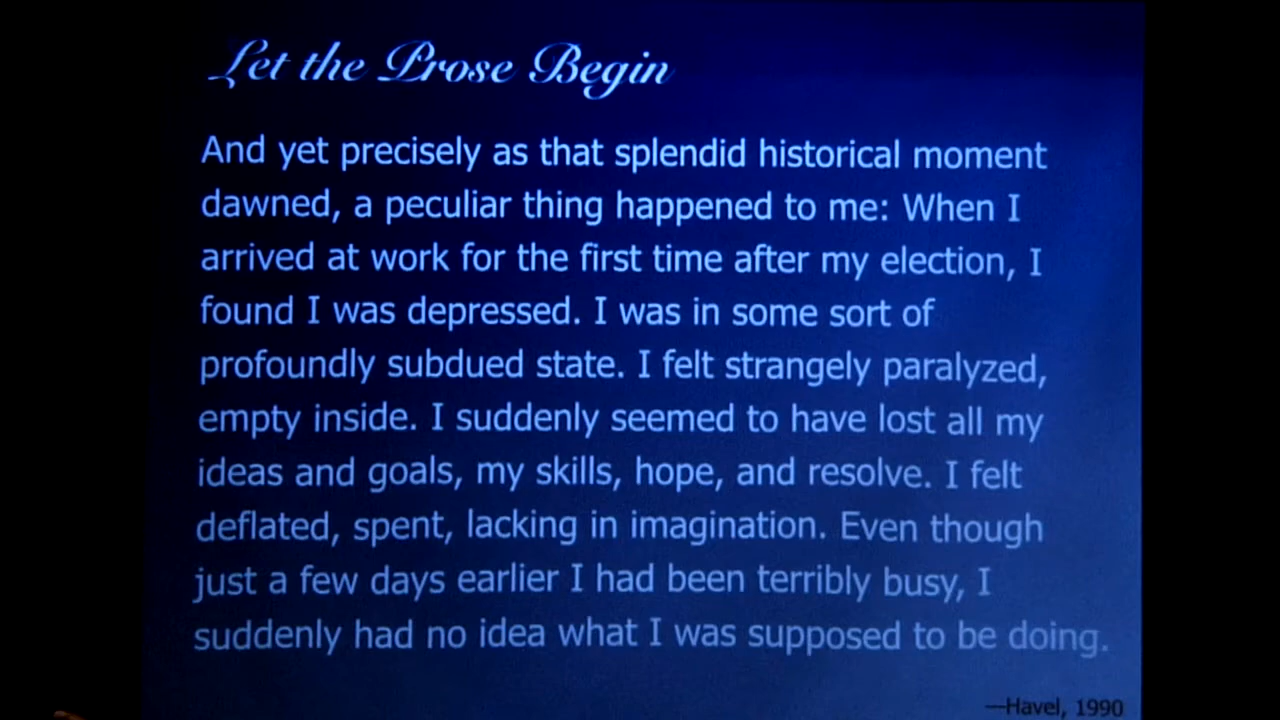 Let the Prose Begin
And yet precisely as that splendid historical moment
dawned, a peculiar thing happened to me: When I
arrived at work for the first time after my election, I
found I was depressed. I was in some sort of
profoundly subdued state. I felt strangely paralyzed,
empty inside. I suddenly seemed to have lost all my
ideas and goals, my skills, hope, and resolve. I felt
deflated, spent, lacking in imagination. Even though
just a few days earlier I had been terribly busy, I
suddenly had no idea what I was supposed to be doing.
—Havel, 1990